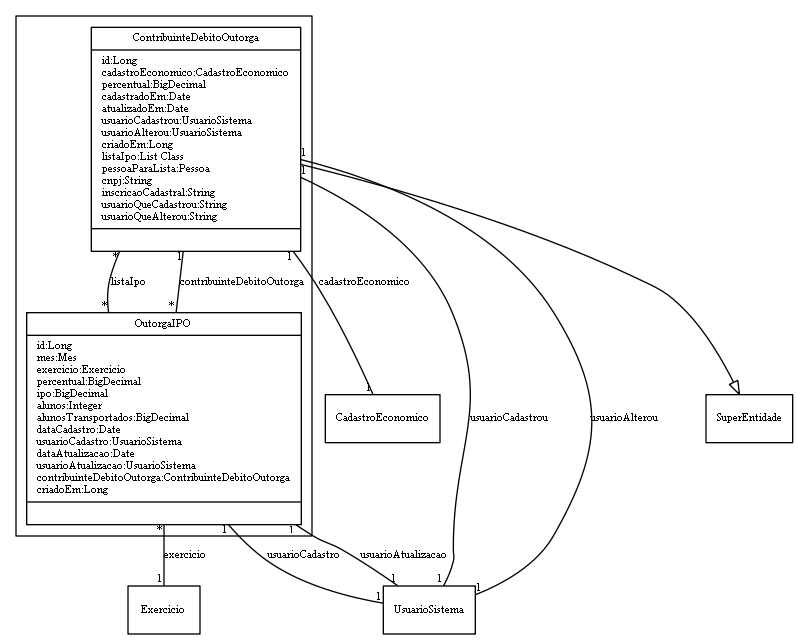 ContribuinteDebitoOutorga
id:Long
cadastroEconomico:CadastroEconomico
percentual:BigDecimal
cadastradoEm:Date
atualizadoEm:Date
usuarioCadastrou:UsuarioSistema
usuarioAlterou:UsuarioSistema
criadoEm:Long
listaIpo:List Class
pessoaParaLista:Pessoa
cnpj:String
inscricaoCadastral:String
usuarioQueCadastrou:String
usuarioQueAlterou:String
1
1
* 1 1
listaIpo contribuinteDebitoOutorga cadastroEconomico
* *
OutorgaIPO
id:Long
mes:Mes
exercicio:Exercicio
percentual:BigDecimal
ipo:BigDecimal
alunos:Integer
alunosTransportados:BigDecimal
dataCadastro:Date
usuarioCadastro:UsuarioSistema
dataAtualizacao:Date
usuarioAtualizacao:UsuarioSistema
contribuinteDebitoOutorga:ContribuinteDebitoOutorga
criadoEm:Long
1
CadastroEconomico
usuarioCadastrou usuarioAlterou
SuperEntidade
* 1 1
exercicio usuarioCadastro usuarioAtualizacao
1 1 1 1 1
Exercicio
UsuarioSistema